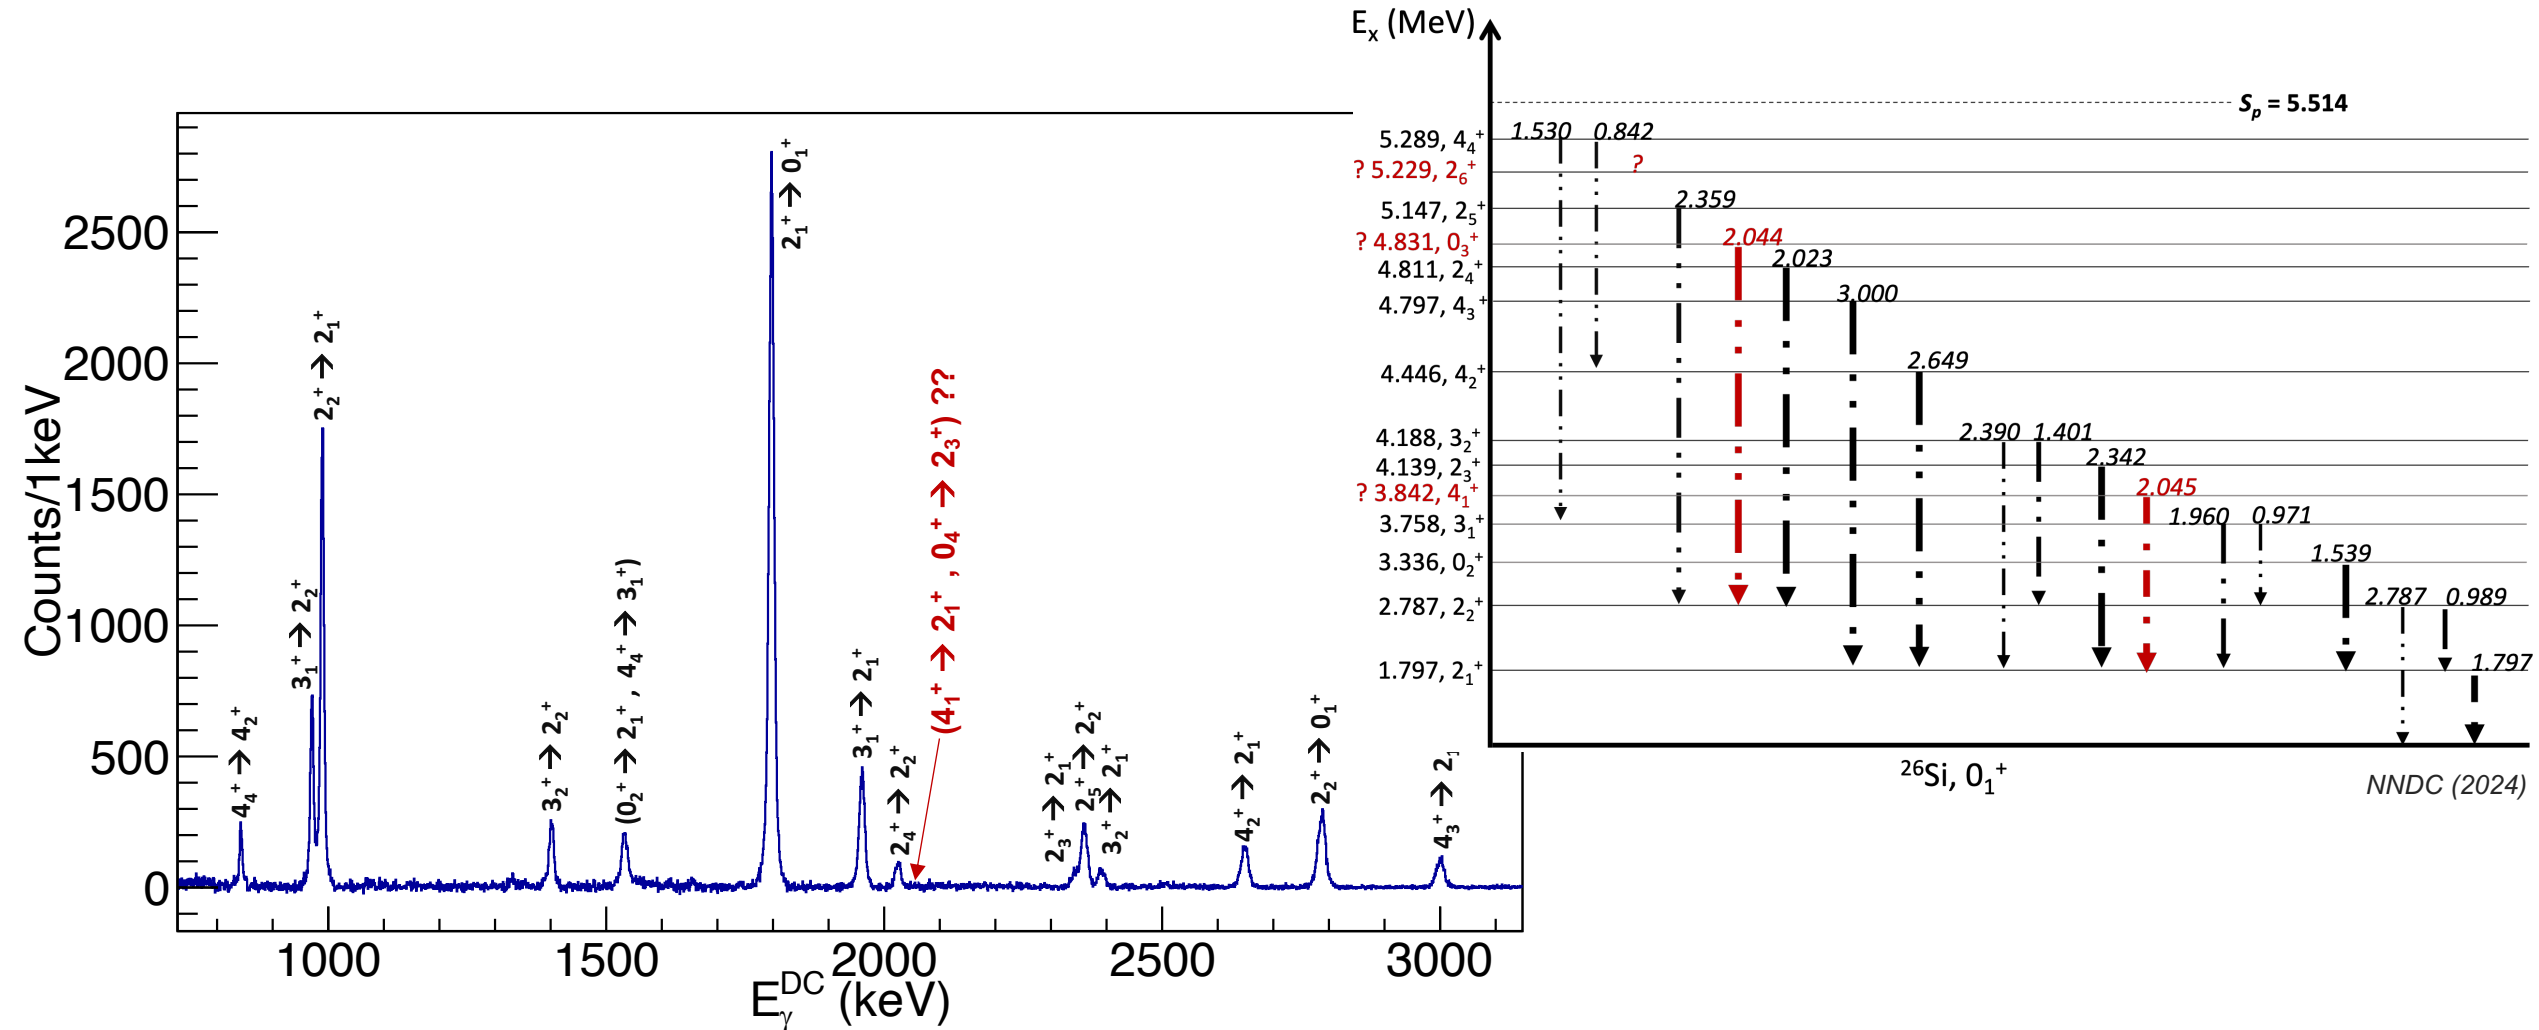 Counts/1keV
2500
2000
1500
1000
500
0
1000
1500
2000
2500
3000
E_γ^DC (keV)
4₄⁺ → 4₂⁺
3₁⁺ → 2₂⁺
2₂⁺ → 2₁⁺
3₂⁺ → 2₂⁺
(0₂⁺ → 2₁⁺ , 4₄⁺ → 3₁⁺)
2₁⁺ → 0₁⁺
3₁⁺ → 2₁⁺
2₄⁺ → 2₂⁺
(4₁⁺ → 2₁⁺ , 0₄⁺ → 2₃⁺) ??
2₃⁺ → 2₁⁺
2₅⁺ → 2₂⁺
3₂⁺ → 2₁⁺
4₂⁺ → 2₁⁺
2₂⁺ → 0₁⁺
4₃⁺ → 2₁
Eₓ (MeV)
S_p = 5.514
5.289, 4₄⁺ 1.530 0.842
? 5.229, 2₆⁺ ?
5.147, 2₅⁺ 2.359
? 4.831, 0₃⁺ 2.044
4.811, 2₄⁺ 2.023
4.797, 4₃⁺ 3.000
4.446, 4₂⁺ 2.649
4.188, 3₂⁺ 2.390 1.401
4.139, 2₃⁺ 2.342
? 3.842, 4₁⁺ 2.045
3.758, 3₁⁺ 1.960 0.971
3.336, 0₂⁺ 1.539
2.787, 2₂⁺ 2.787 0.989
1.797, 2₁⁺ 1.797
²⁶Si, 0₁⁺
NNDC (2024)